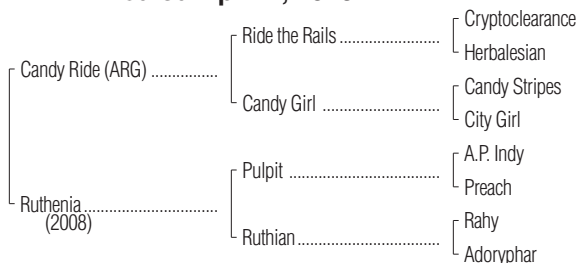 Ride the Rails
Cryptoclearance
Herbalesian
Candy Ride (ARG)
Candy Girl
Candy Stripes
City Girl
Pulpit
A.P. Indy
Preach
Ruthenia
(2008)
Ruthian
Rahy
Adoryphar